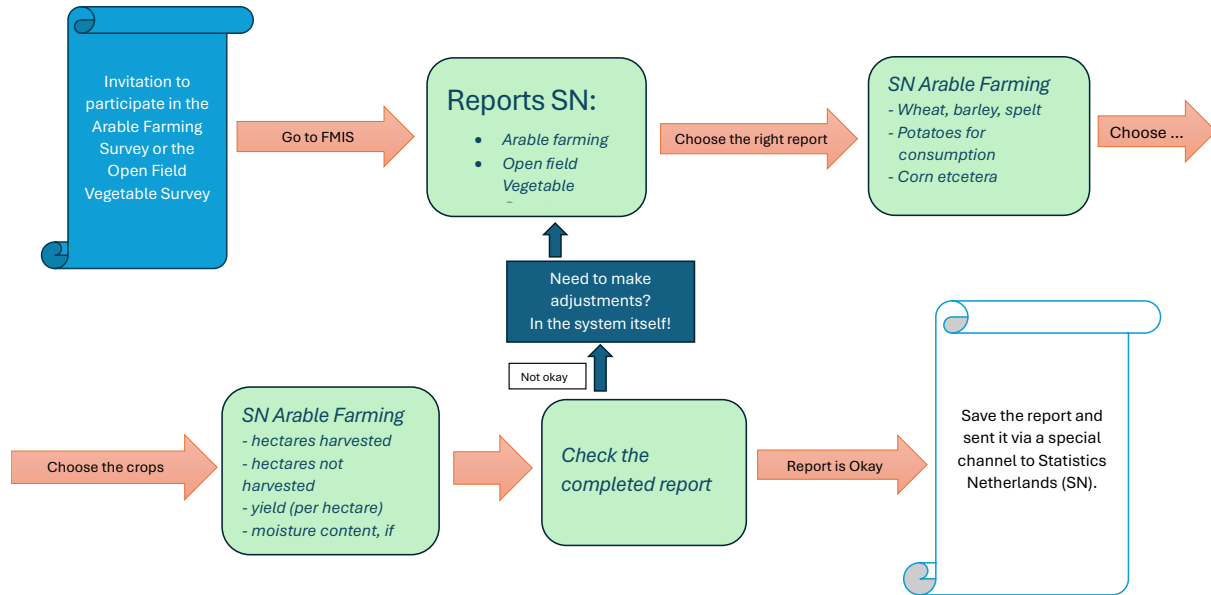 Invitation to
participate in the
Arable Farming
Survey or the
Open Field
Vegetable Survey
Go to FMIS
Reports SN:
• Arable farming
• Open field
Vegetable
Choose the right report
SN Arable Farming
- Wheat, barley, spelt
- Potatoes for
consumption
- Corn etcetera
Choose ...
Need to make
adjustments?
In the system itself!
Not okay
Choose the crops
SN Arable Farming
- hectares harvested
- hectares not
harvested
- yield (per hectare)
- moisture content, if
Check the
completed report
Report is Okay
Save the report and
sent it via a special
channel to Statistics
Netherlands (SN).